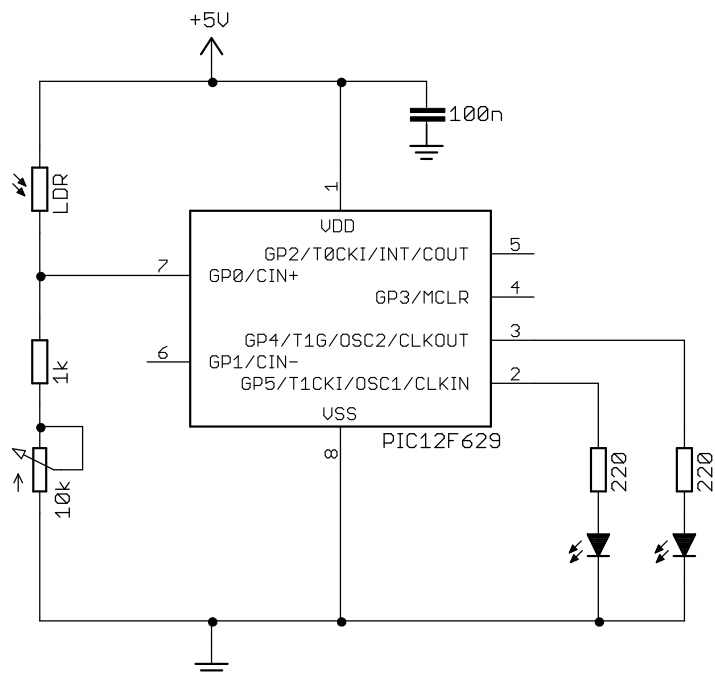 +5V
100n
LDR
1
VDD
GP2/T0CKI/INT/COUT
5
7
GP0/CIN+
GP3/MCLR
4
GP4/T1G/OSC2/CLKOUT
3
6
GP1/CIN-
GP5/T1CKI/OSC1/CLKIN
2
1k
VSS
PIC12F629
8
10k
220
220